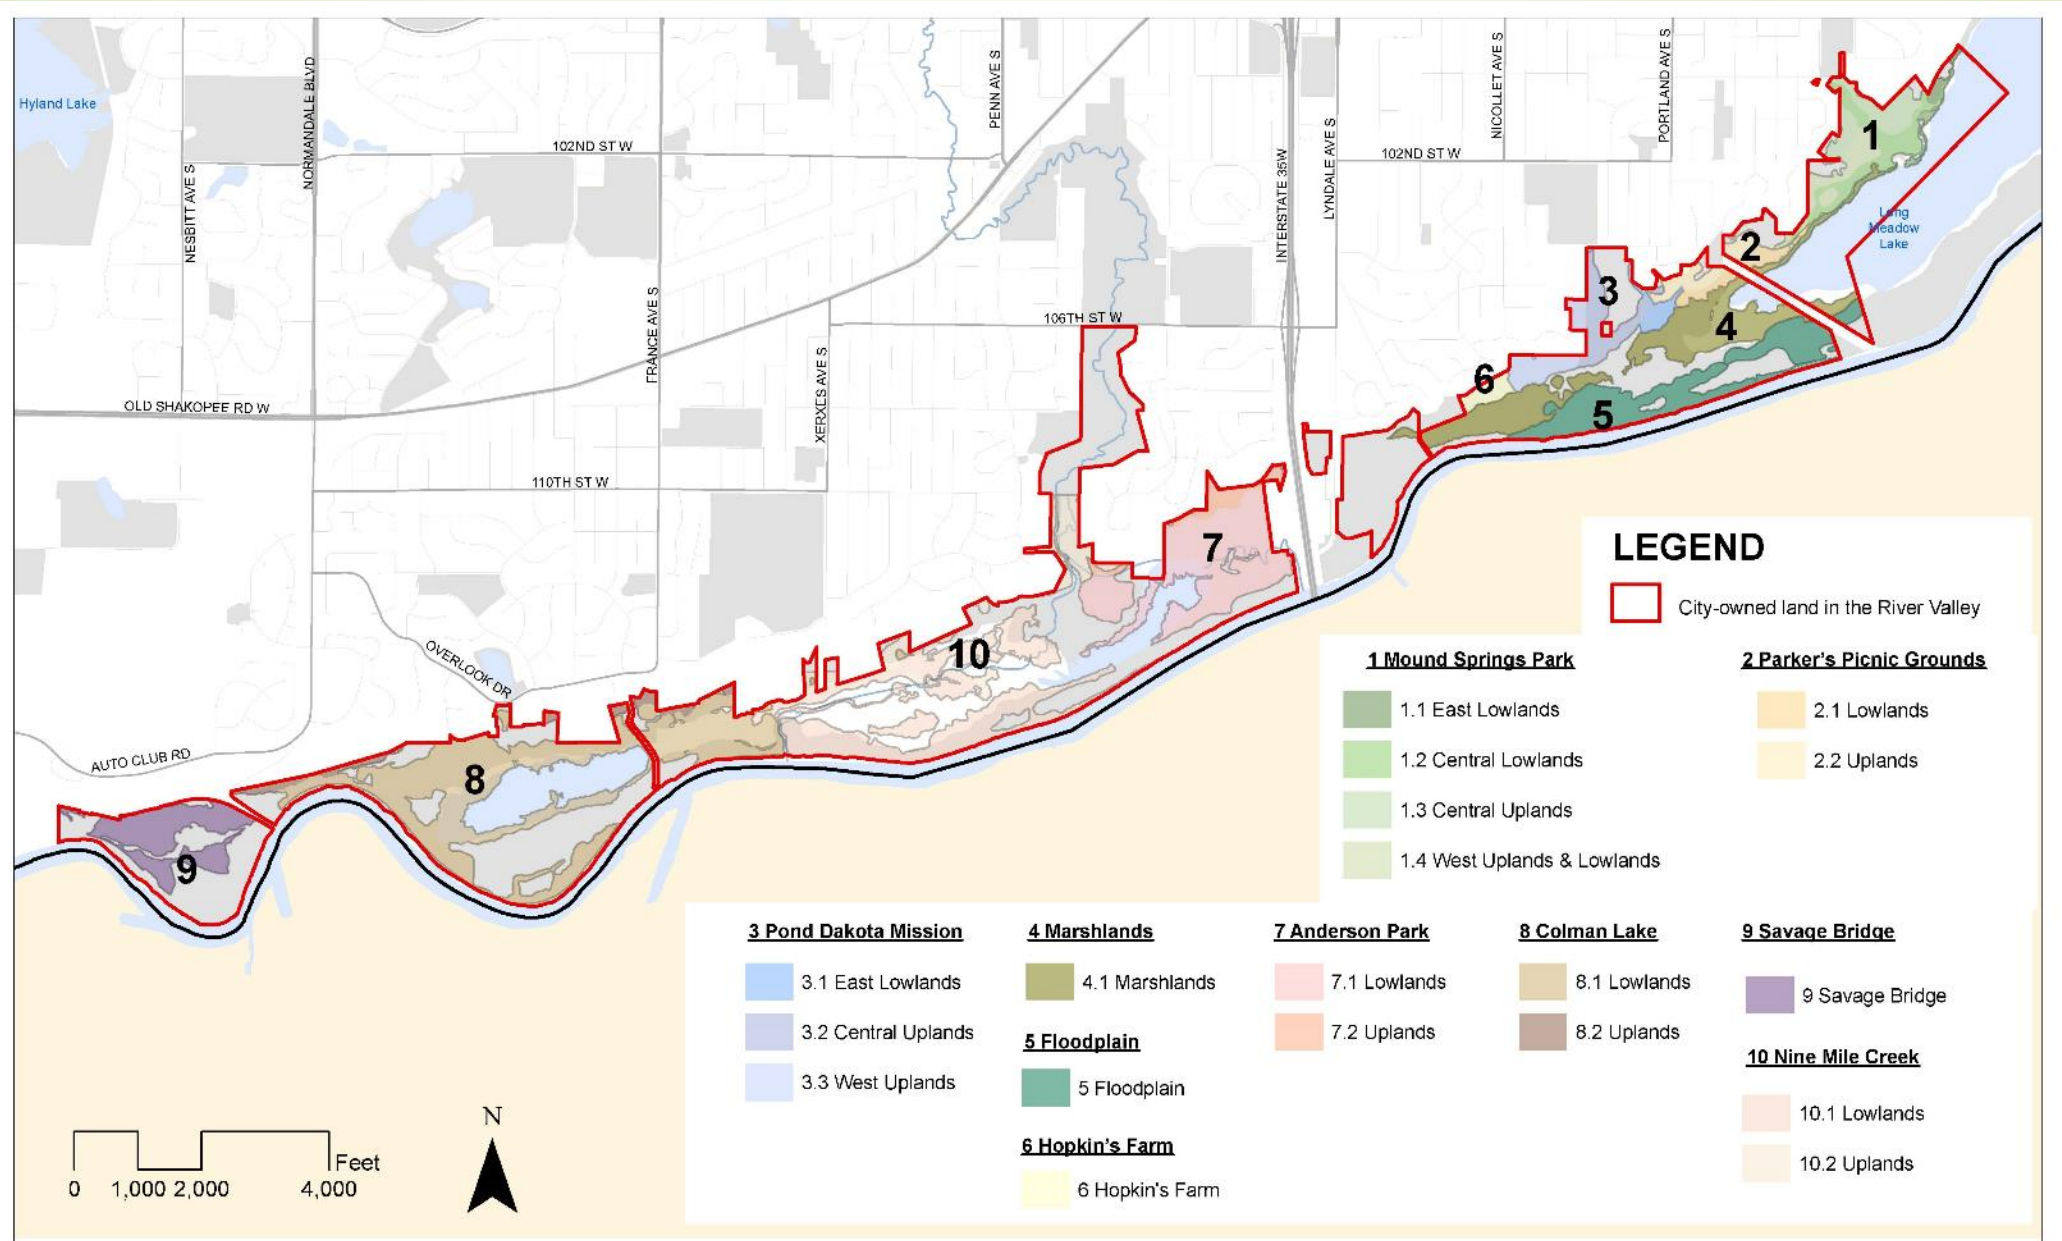 Hyland Lake
NESBITT AVE S
NORMANDALE BLVD
102ND ST W
FRANCE AVE S
PENN AVE S
INTERSTATE 35W
LYNDALE AVE S
102ND ST W
NICOLLET AVE S
PORTLAND AVE S
1
Long
Meadow
Lake
2
3
4
106TH ST W
XERXES AVE S
6
5
OLD SHAKOPEE RD W
110TH ST W
7
10
OVERLOOK DR
AUTO CLUB RD
8
9
LEGEND
City-owned land in the River Valley
1 Mound Springs Park
1.1 East Lowlands
1.2 Central Lowlands
1.3 Central Uplands
1.4 West Uplands & Lowlands
2 Parker's Picnic Grounds
2.1 Lowlands
2.2 Uplands
3 Pond Dakota Mission
3.1 East Lowlands
3.2 Central Uplands
3.3 West Uplands
4 Marshlands
4.1 Marshlands
5 Floodplain
5 Floodplain
6 Hopkin's Farm
6 Hopkin's Farm
7 Anderson Park
7.1 Lowlands
7.2 Uplands
8 Colman Lake
8.1 Lowlands
8.2 Uplands
9 Savage Bridge
9 Savage Bridge
10 Nine Mile Creek
10.1 Lowlands
10.2 Uplands
N
Feet
0 1,000 2,000 4,000